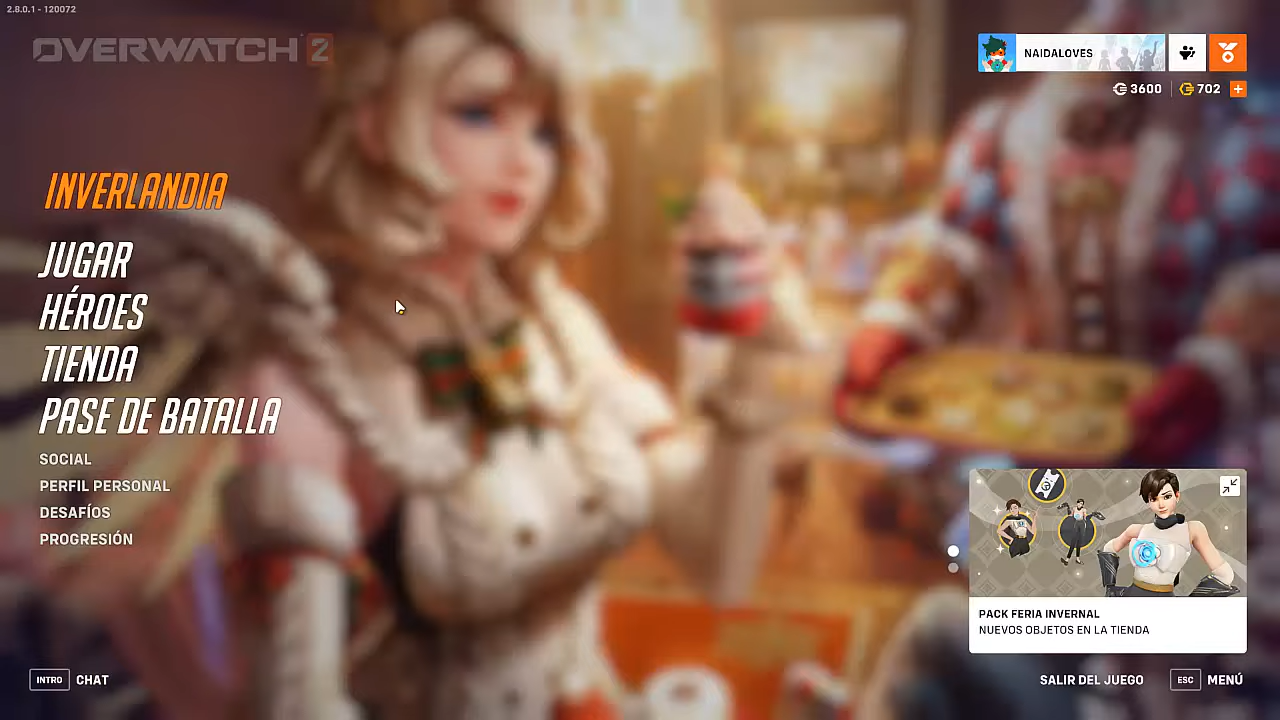 2.8.0.1 - 120072
OVERWATCH 2
NAIDALOVES
3600
702
INVERLANDIA
JUGAR
HÉROES
TIENDA
PASE DE BATALLA
SOCIAL
PERFIL PERSONAL
DESAFÍOS
PROGRESIÓN
PACK FERIA INVERNAL
NUEVOS OBJETOS EN LA TIENDA
INTRO CHAT
SALIR DEL JUEGO
ESC MENÚ